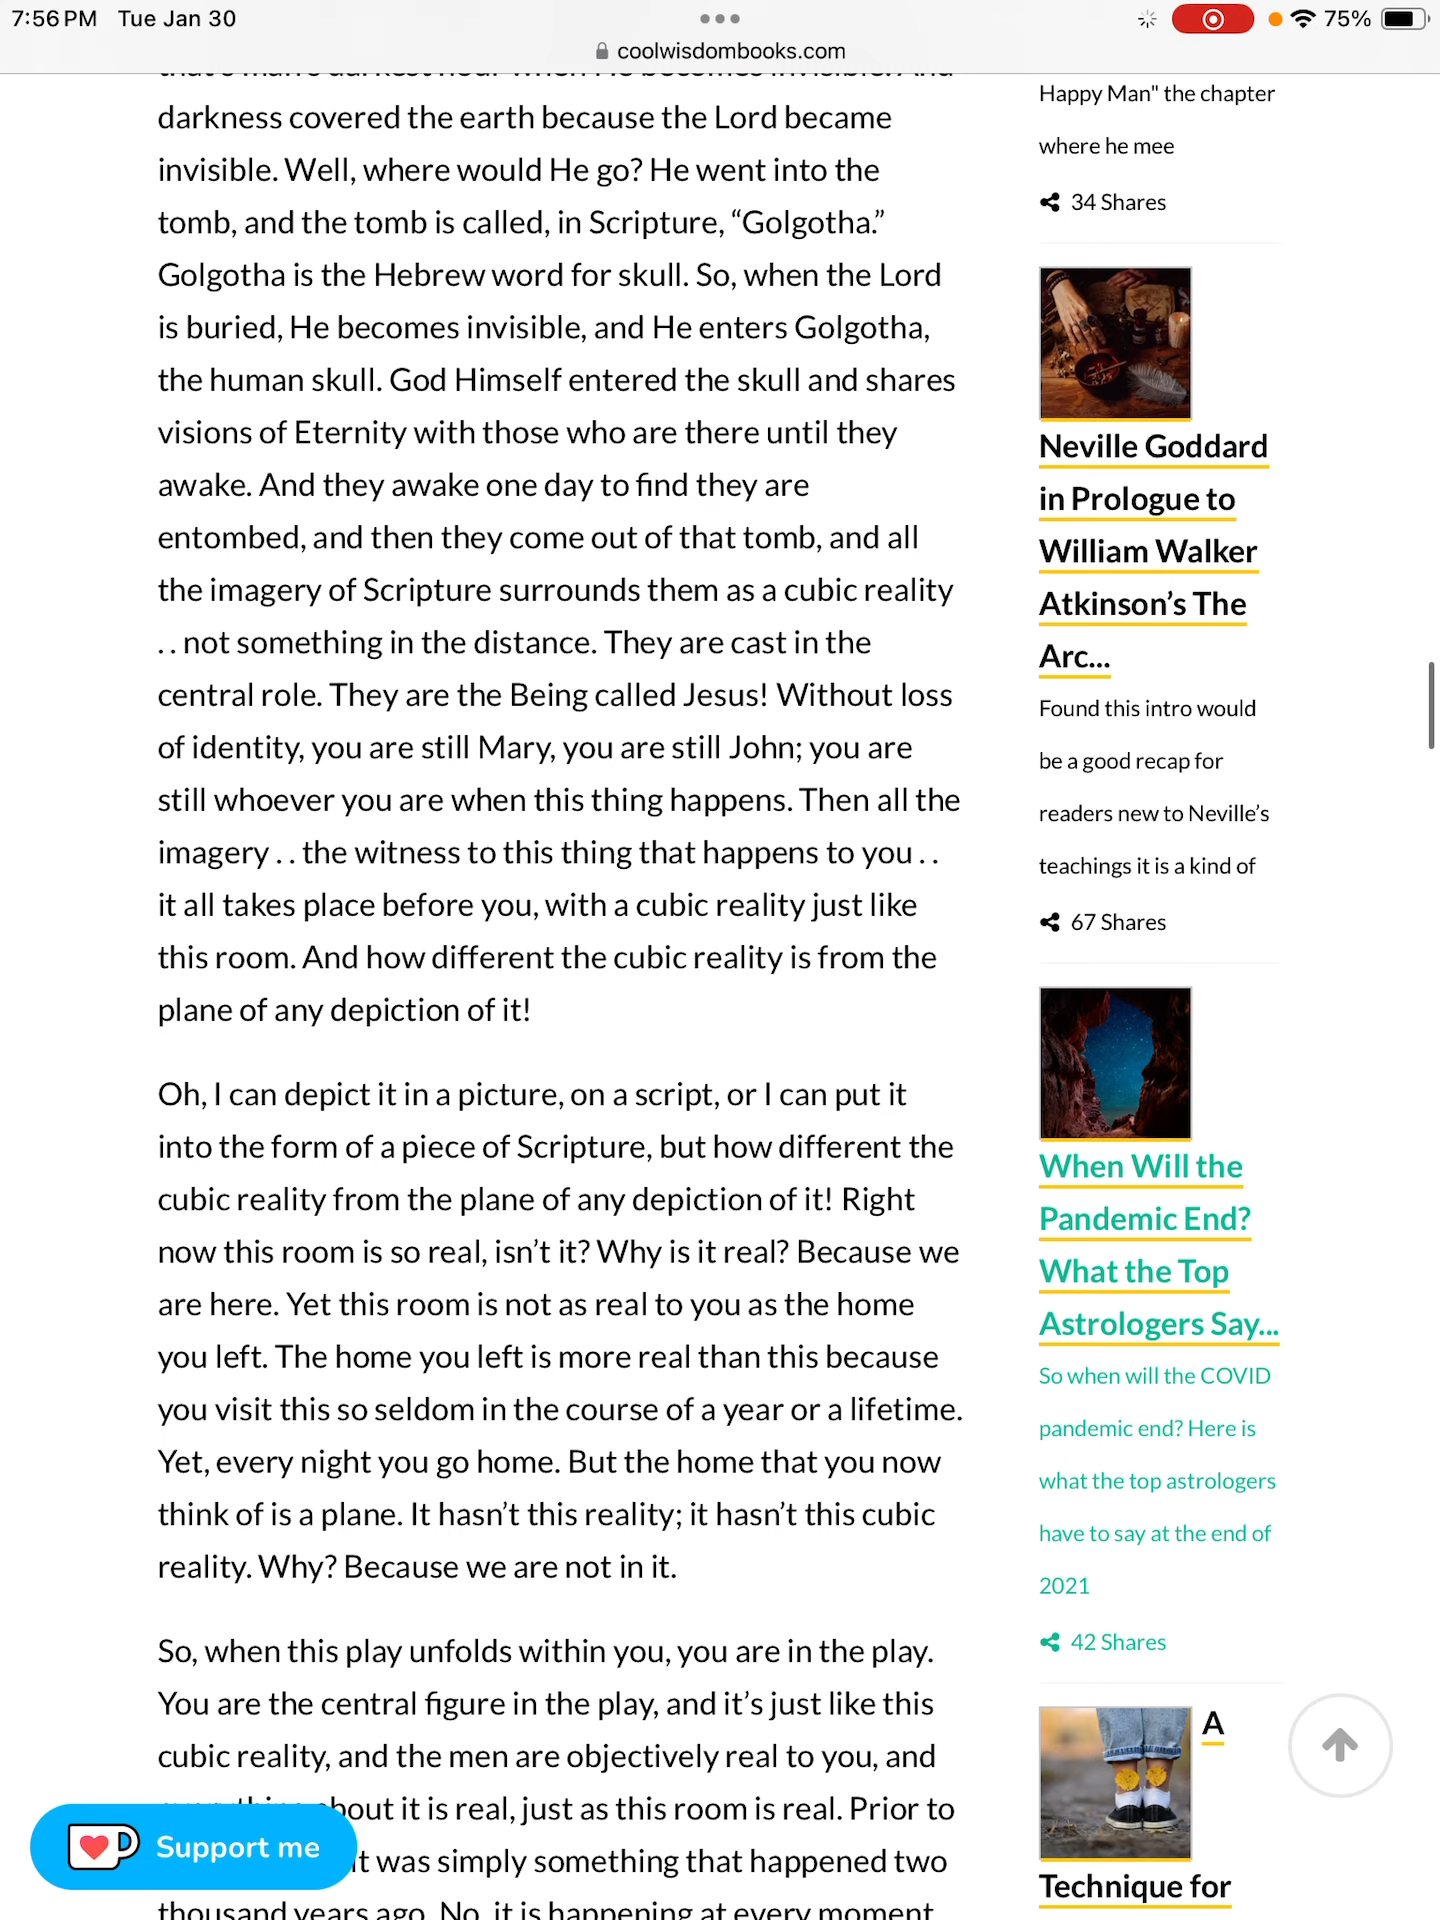 7:56 PM Tue Jan 30
75%
coolwisdombooks.com
darkness covered the earth because the Lord became
invisible. Well, where would He go? He went into the
tomb, and the tomb is called, in Scripture, “Golgotha.”
Golgotha is the Hebrew word for skull. So, when the Lord
is buried, He becomes invisible, and He enters Golgotha,
the human skull. God Himself entered the skull and shares
visions of Eternity with those who are there until they
awake. And they awake one day to find they are
entombed, and then they come out of that tomb, and all
the imagery of Scripture surrounds them as a cubic reality
. . not something in the distance. They are cast in the
central role. They are the Being called Jesus! Without loss
of identity, you are still Mary, you are still John; you are
still whoever you are when this thing happens. Then all the
imagery . . the witness to this thing that happens to you . .
it all takes place before you, with a cubic reality just like
this room. And how different the cubic reality is from the
plane of any depiction of it!
Oh, I can depict it in a picture, on a script, or I can put it
into the form of a piece of Scripture, but how different the
cubic reality from the plane of any depiction of it! Right
now this room is so real, isn’t it? Why is it real? Because we
are here. Yet this room is not as real to you as the home
you left. The home you left is more real than this because
you visit this so seldom in the course of a year or a lifetime.
Yet, every night you go home. But the home that you now
think of is a plane. It hasn’t this reality; it hasn’t this cubic
reality. Why? Because we are not in it.
So, when this play unfolds within you, you are in the play.
You are the central figure in the play, and it’s just like this
cubic reality, and the men are objectively real to you, and
about it is real, just as this room is real. Prior to
it was simply something that happened two
thousand years ago. No, it is happening at every moment
Support me
Happy Man" the chapter
where he mee
34 Shares
Neville Goddard
in Prologue to
William Walker
Atkinson’s The
Arc...
Found this intro would
be a good recap for
readers new to Neville’s
teachings it is a kind of
67 Shares
When Will the
Pandemic End?
What the Top
Astrologers Say...
So when will the COVID
pandemic end? Here is
what the top astrologers
have to say at the end of
2021
42 Shares
A
Technique for